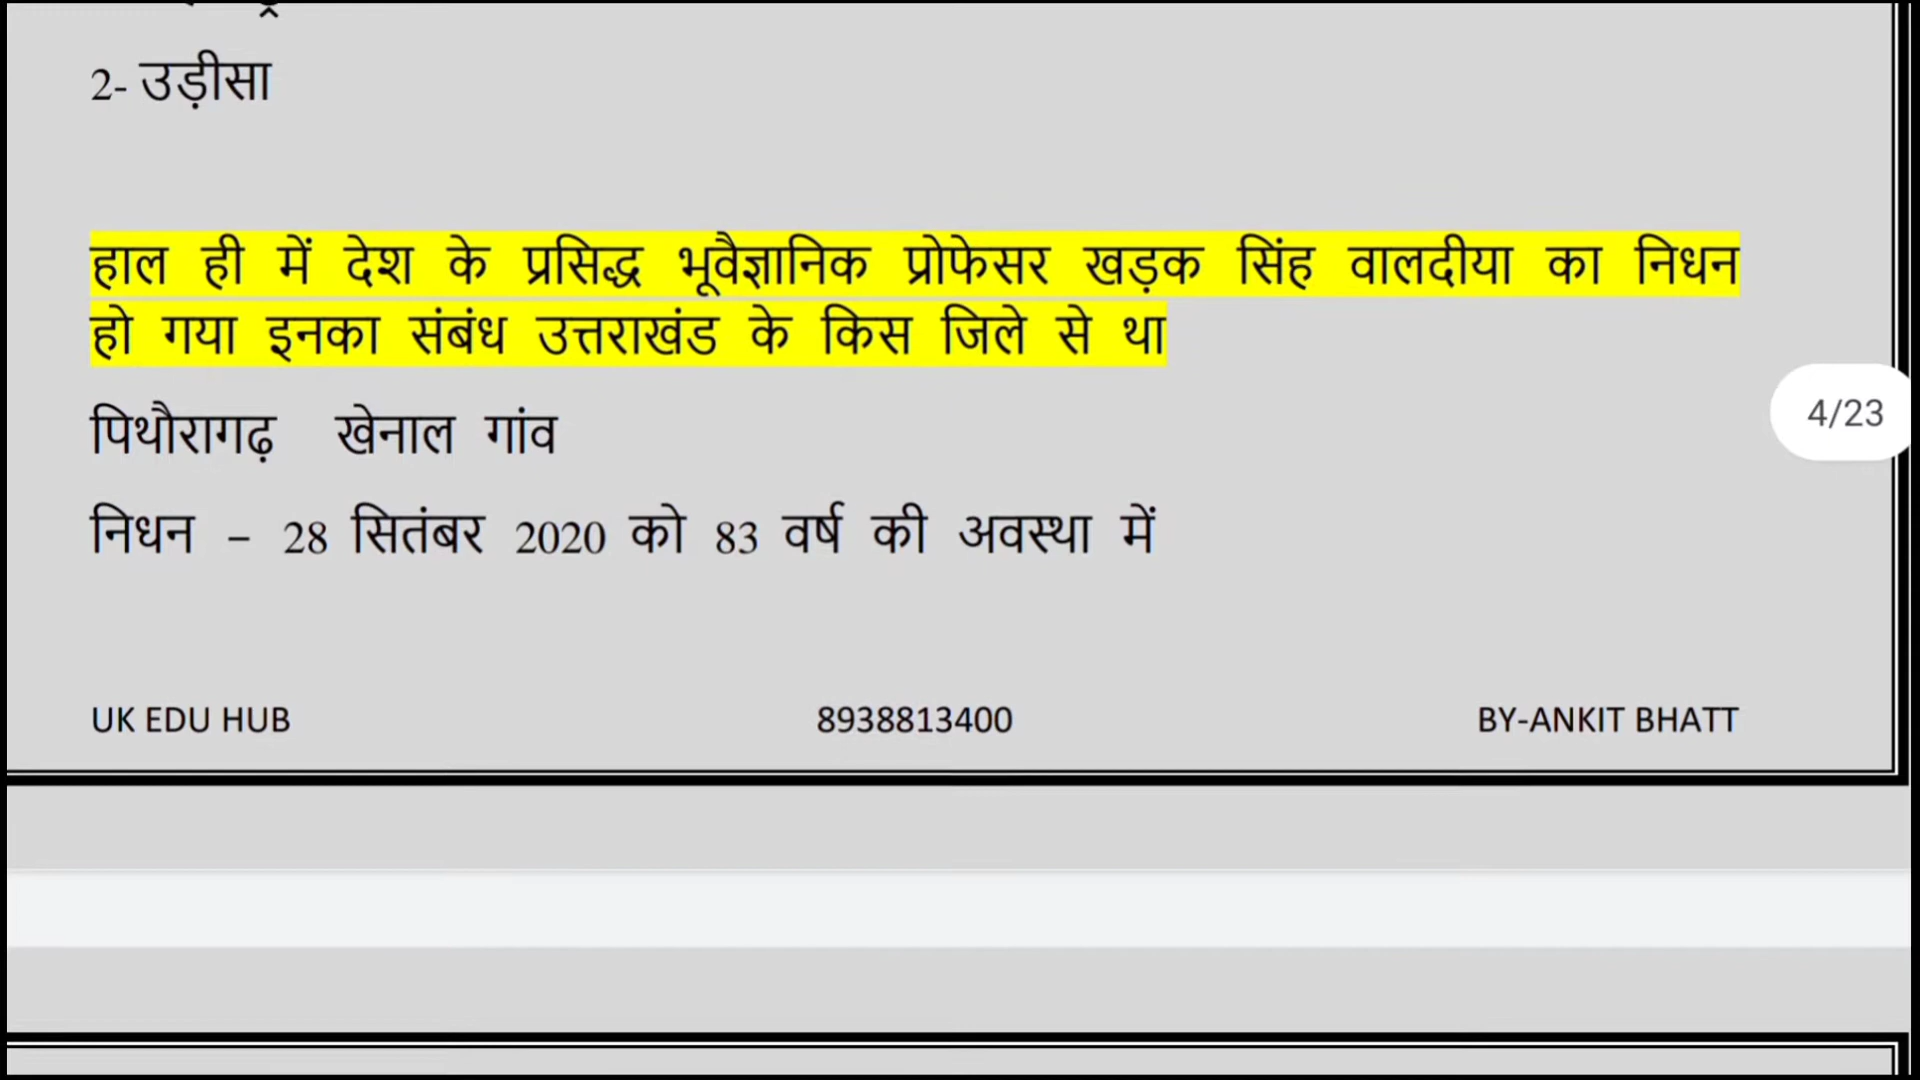 2- उड़ीसा
हाल ही में देश के प्रसिद्ध भूवैज्ञानिक प्रोफेसर खड़क सिंह वालदीया का निधन
हो गया इनका संबंध उत्तराखंड के किस जिले से था
4/23
पिथौरागढ़ खेनाल गांव
निधन – 28 सितंबर 2020 को 83 वर्ष की अवस्था में
UK EDU HUB 8938813400 BY-ANKIT BHATT